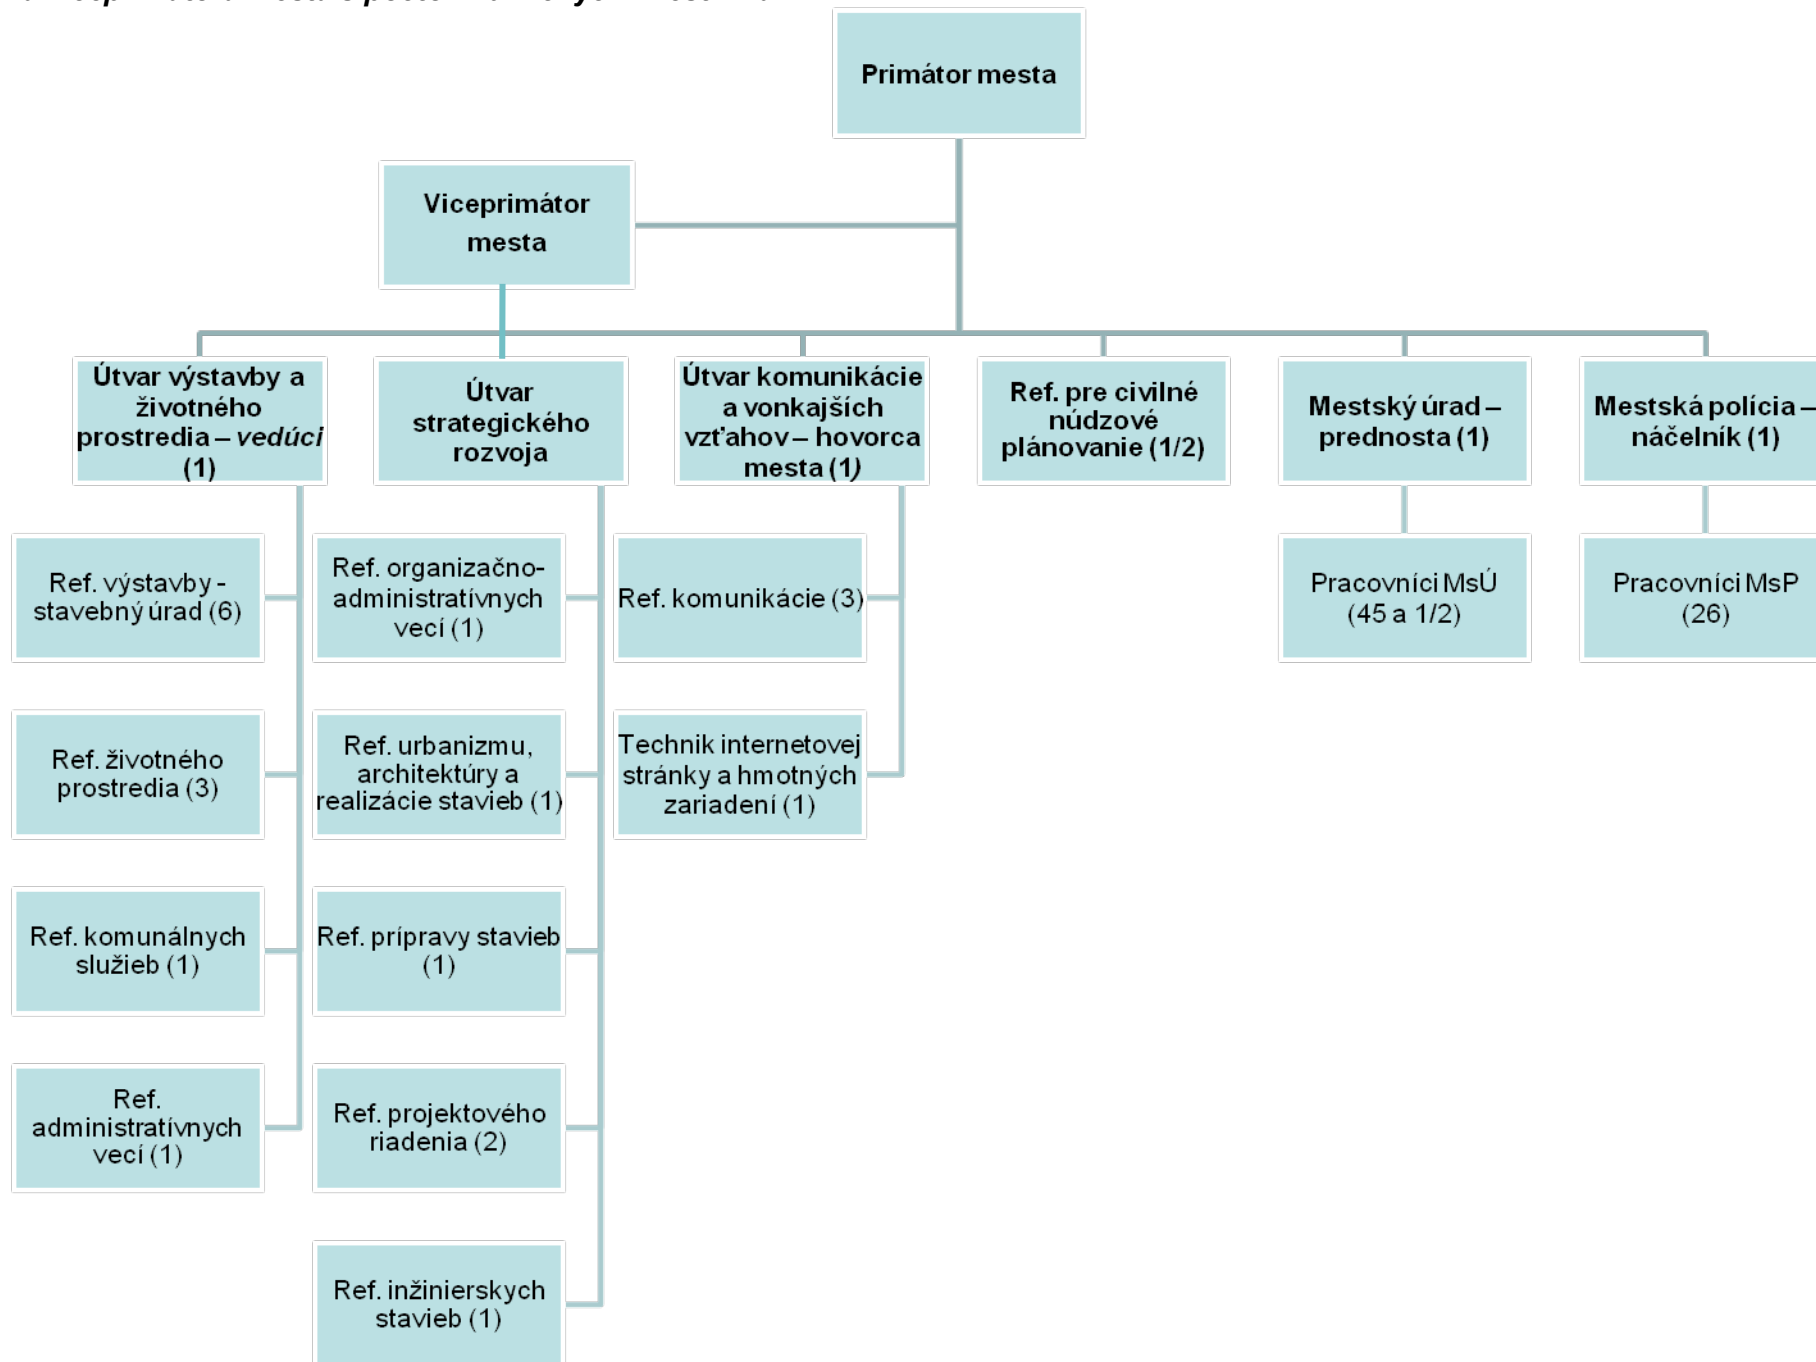 Primátor mesta
Viceprimátor
mesta
Útvar výstavby a
životného
prostredia – vedúci
(1)
Útvar
strategického
rozvoja
Útvar komunikácie
a vonkajších
vzťahov – hovorca
mesta (1)
Ref. pre civilné
núdzové
plánovanie (1/2)
Mestský úrad –
prednosta (1)
Mestská polícia –
náčelník (1)
Ref. výstavby -
stavebný úrad (6)
Ref. životného
prostredia (3)
Ref. komunálnych
služieb (1)
Ref.
administratívnych
vecí (1)
Ref. organizačno-
administratívnych
vecí (1)
Ref. urbanizmu,
architektúry a
realizácie stavieb (1)
Ref. prípravy stavieb
(1)
Ref. projektového
riadenia (2)
Ref. inžinierskych
stavieb (1)
Ref. komunikácie (3)
Technik internetovej
stránky a hmotných
zariadení (1)
Pracovníci MsÚ
(45 a 1/2)
Pracovníci MsP
(26)